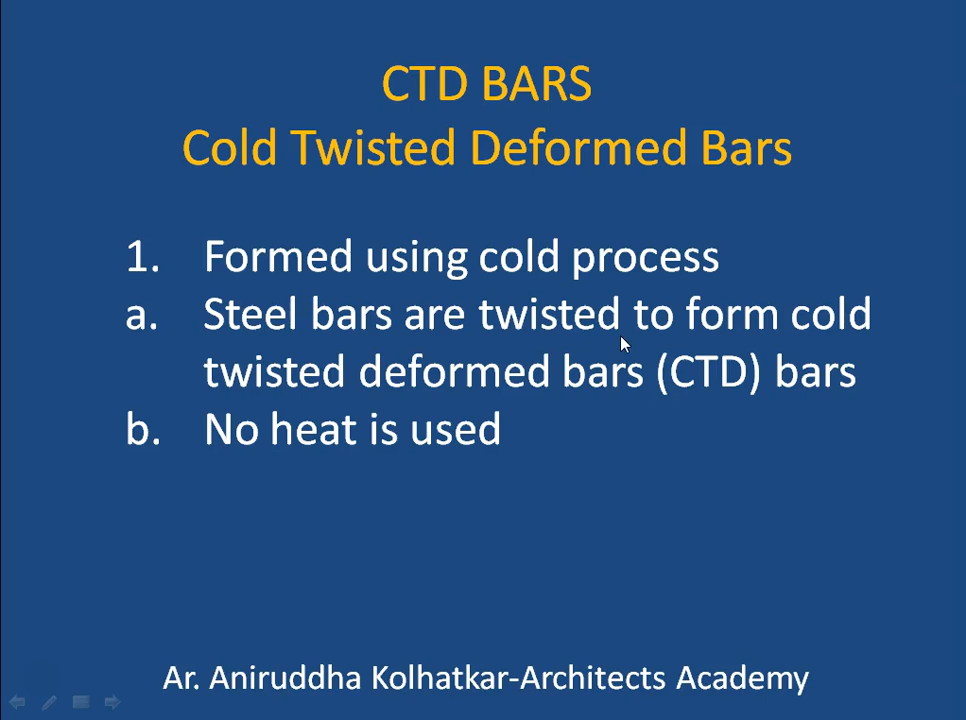 CTD BARS
Cold Twisted Deformed Bars
1. Formed using cold process
a. Steel bars are twisted to form cold
twisted deformed bars (CTD) bars
b. No heat is used
Ar. Aniruddha Kolhatkar-Architects Academy